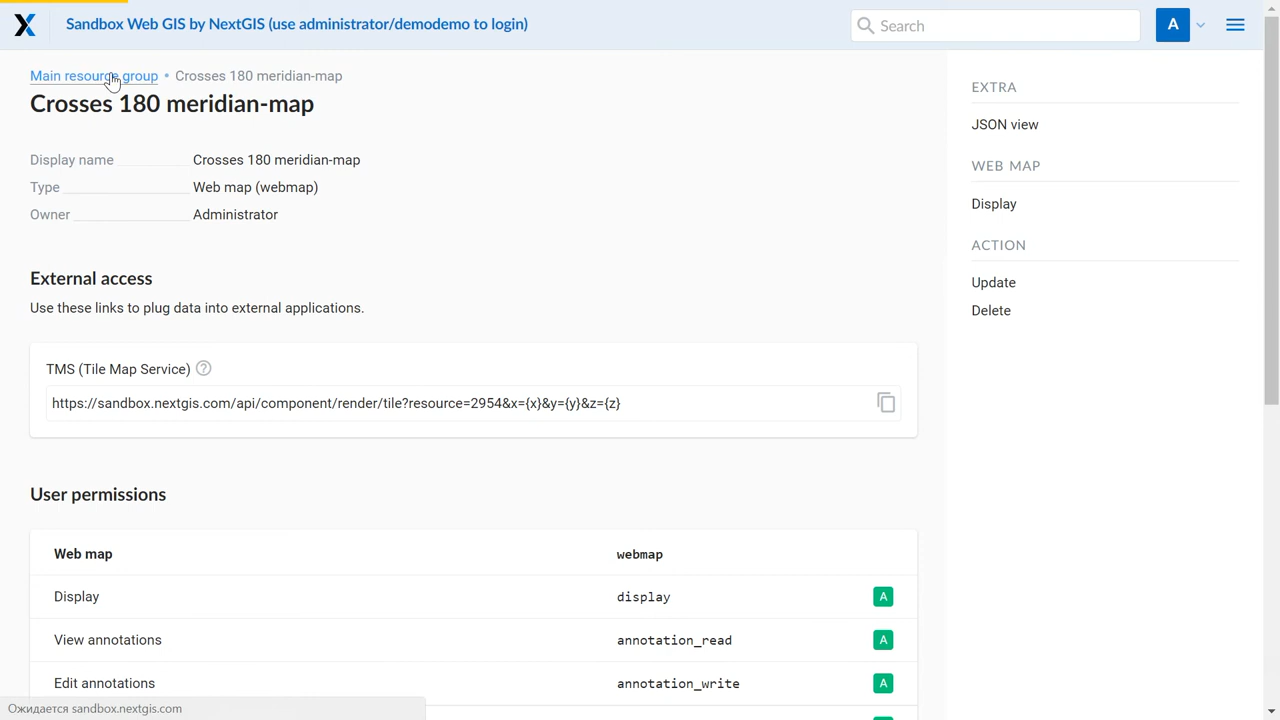 Sandbox Web GIS by NextGIS (use administrator/demodemo to login)
Search
A
Main resource group • Crosses 180 meridian-map
Crosses 180 meridian-map
Display name Crosses 180 meridian-map
Type Web map (webmap)
Owner Administrator
External access
Use these links to plug data into external applications.
TMS (Tile Map Service) ?
https://sandbox.nextgis.com/api/component/render/tile?resource=2954&x={x}&y={y}&z={z}
User permissions
Web map webmap
Display display A
View annotations annotation_read A
Edit annotations annotation_write A
EXTRA
JSON view
WEB MAP
Display
ACTION
Update
Delete
Ожидается sandbox.nextgis.com